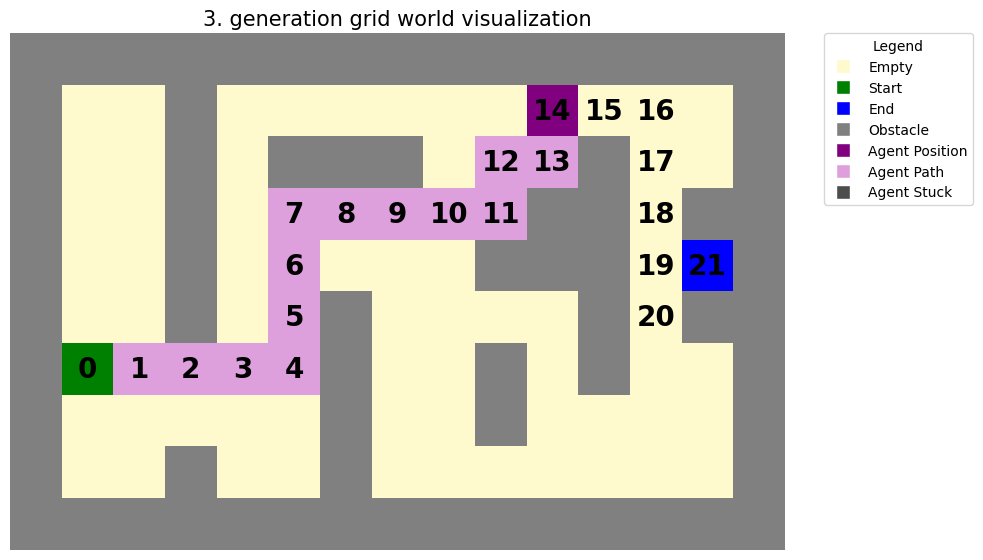 3. generation grid world visualization
Legend
Empty
Start
End
Obstacle
Agent Position
Agent Path
Agent Stuck
14 15 16
12 13 17
7 8 9 10 11 18
6 19 21
5 20
0 1 2 3 4